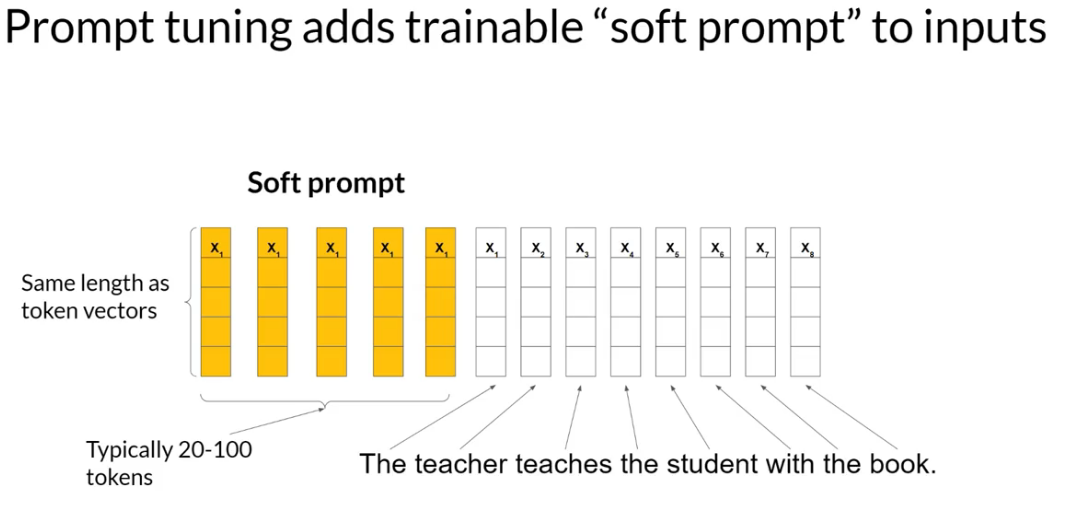 Prompt tuning adds trainable “soft prompt” to inputs
Soft prompt
x₁ x₁ x₁ x₁ x₁ x₁ x₂ x₃ x₄ x₅ x₆ x₇ x₈
Same length as
token vectors
Typically 20-100
tokens
The teacher teaches the student with the book.